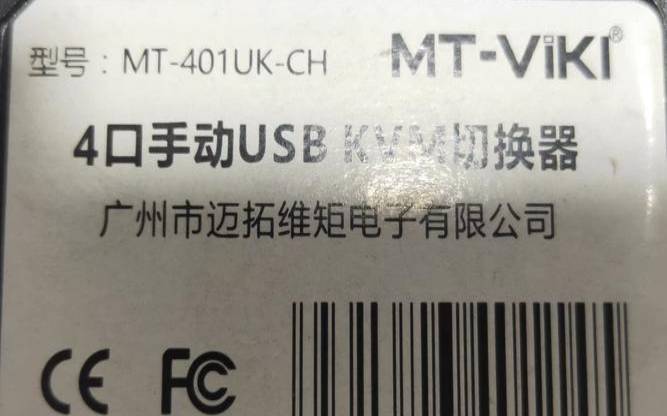 型号：MT-401UK-CH
MT-ViKI®
4口手动USB KVM切换器
广州市迈拓维矩电子有限公司
CE FC